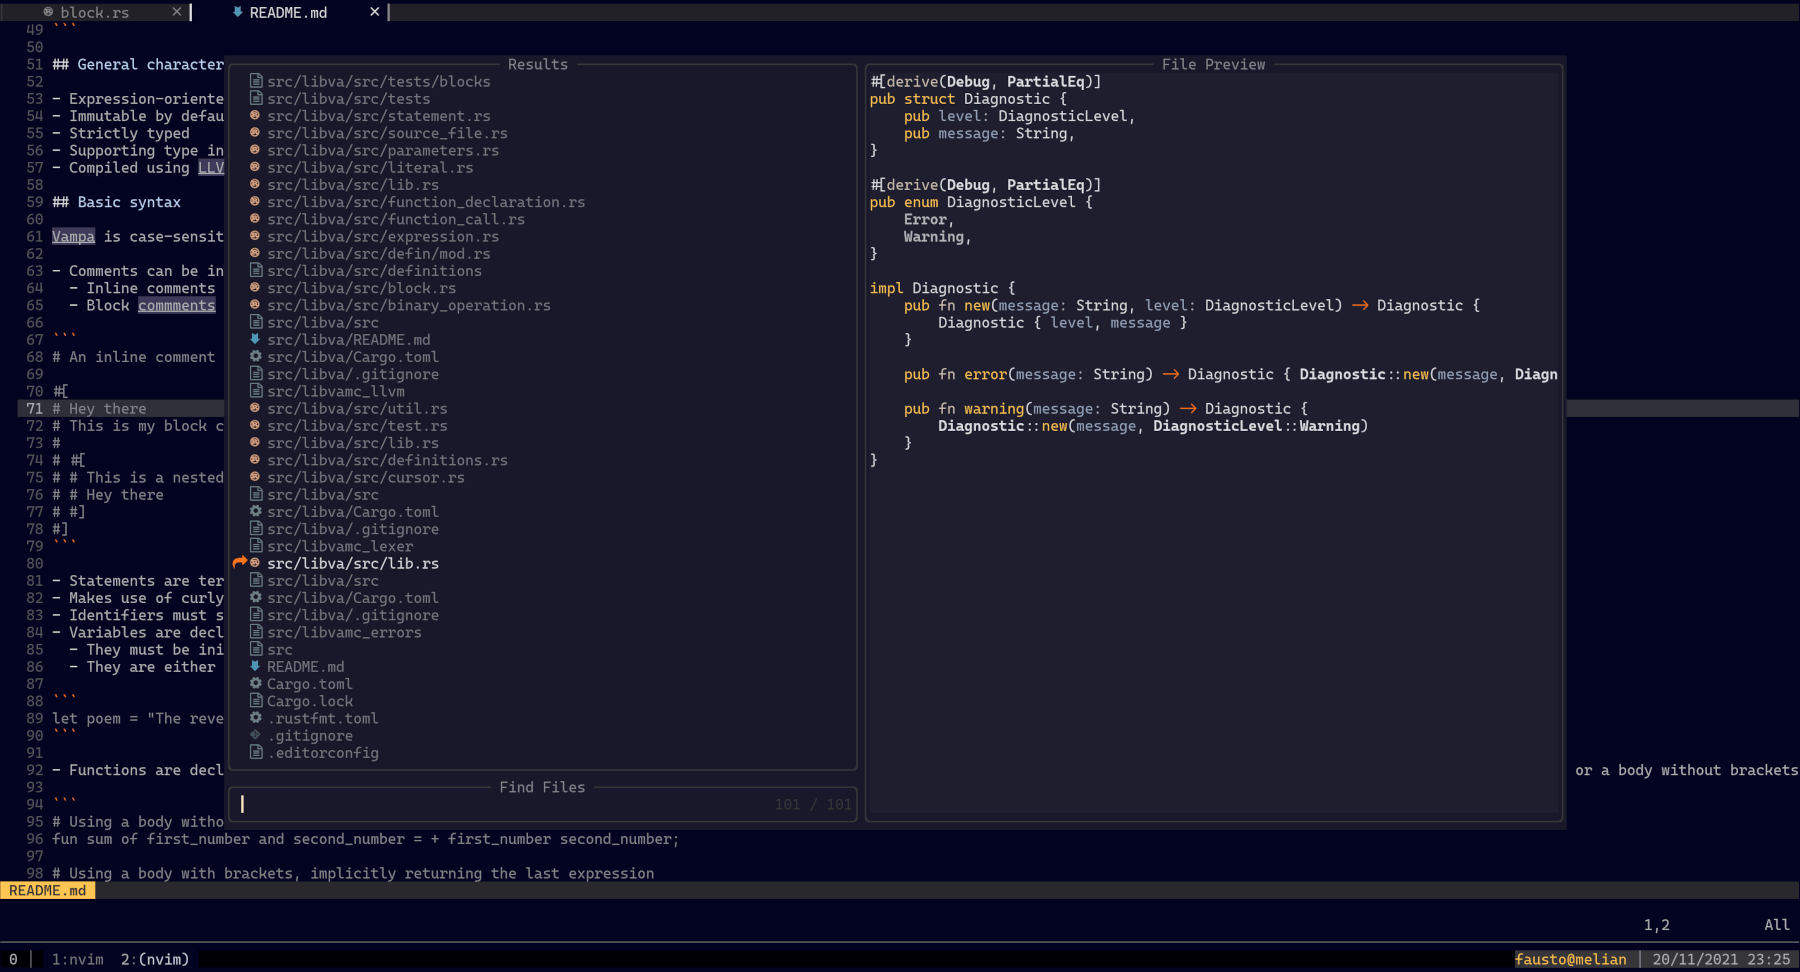 block.rs ✕ README.md ✕
49 ```
50
51 ## General character
52
53 - Expression-oriente
54 - Immutable by defau
55 - Strictly typed
56 - Supporting type in
57 - Compiled using LLV
58
59 ## Basic syntax
60
61 Vampa is case-sensit
62
63 - Comments can be in
64   - Inline comments
65   - Block commments
66
67 ```
68 # An inline comment
69
70 #[
71 # Hey there
72 # This is my block c
73 #
74 # #[
75 # # This is a nested
76 # # Hey there
77 # #]
78 #]
79 ```
80
81 - Statements are ter
82 - Makes use of curly
83 - Identifiers must s
84 - Variables are decl
85   - They must be ini
86   - They are either
87
88 ```
89 let poem = "The reve
90 ```
91
92 - Functions are decl
or a body without brackets
93
94 ```
95 # Using a body witho
96 fun sum of first_number and second_number = + first_number second_number;
97
98 # Using a body with brackets, implicitly returning the last expression
Results
src/libva/src/tests/blocks
src/libva/src/tests
src/libva/src/statement.rs
src/libva/src/source_file.rs
src/libva/src/parameters.rs
src/libva/src/literal.rs
src/libva/src/lib.rs
src/libva/src/function_declaration.rs
src/libva/src/function_call.rs
src/libva/src/expression.rs
src/libva/src/defin/mod.rs
src/libva/src/definitions
src/libva/src/block.rs
src/libva/src/binary_operation.rs
src/libva/src
src/libva/README.md
src/libva/Cargo.toml
src/libva/.gitignore
src/libvamc_llvm
src/libva/src/util.rs
src/libva/src/test.rs
src/libva/src/lib.rs
src/libva/src/definitions.rs
src/libva/src/cursor.rs
src/libva/src
src/libva/Cargo.toml
src/libva/.gitignore
src/libvamc_lexer
src/libva/src/lib.rs
src/libva/src
src/libva/Cargo.toml
src/libva/.gitignore
src/libvamc_errors
src
README.md
Cargo.toml
Cargo.lock
.rustfmt.toml
.gitignore
.editorconfig
Find Files
101 / 101
File Preview
#[derive(Debug, PartialEq)]
pub struct Diagnostic {
    pub level: DiagnosticLevel,
    pub message: String,
}

#[derive(Debug, PartialEq)]
pub enum DiagnosticLevel {
    Error,
    Warning,
}

impl Diagnostic {
    pub fn new(message: String, level: DiagnosticLevel) -> Diagnostic {
        Diagnostic { level, message }
    }

    pub fn error(message: String) -> Diagnostic { Diagnostic::new(message, Diagn

    pub fn warning(message: String) -> Diagnostic {
        Diagnostic::new(message, DiagnosticLevel::Warning)
    }
}
README.md
1,2 All
0 │ 1:nvim 2:(nvim)
fausto@melian │ 20/11/2021 23:25